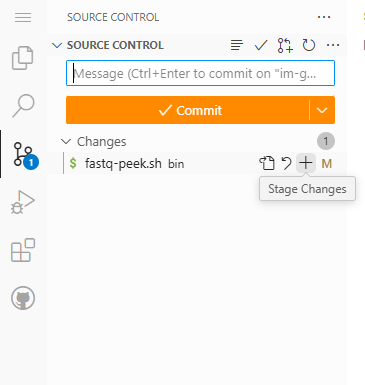 SOURCE CONTROL
SOURCE CONTROL
Message (Ctrl+Enter to commit on "im-g...
Commit
Changes 1
$ fastq-peek.sh bin M
1
Stage Changes